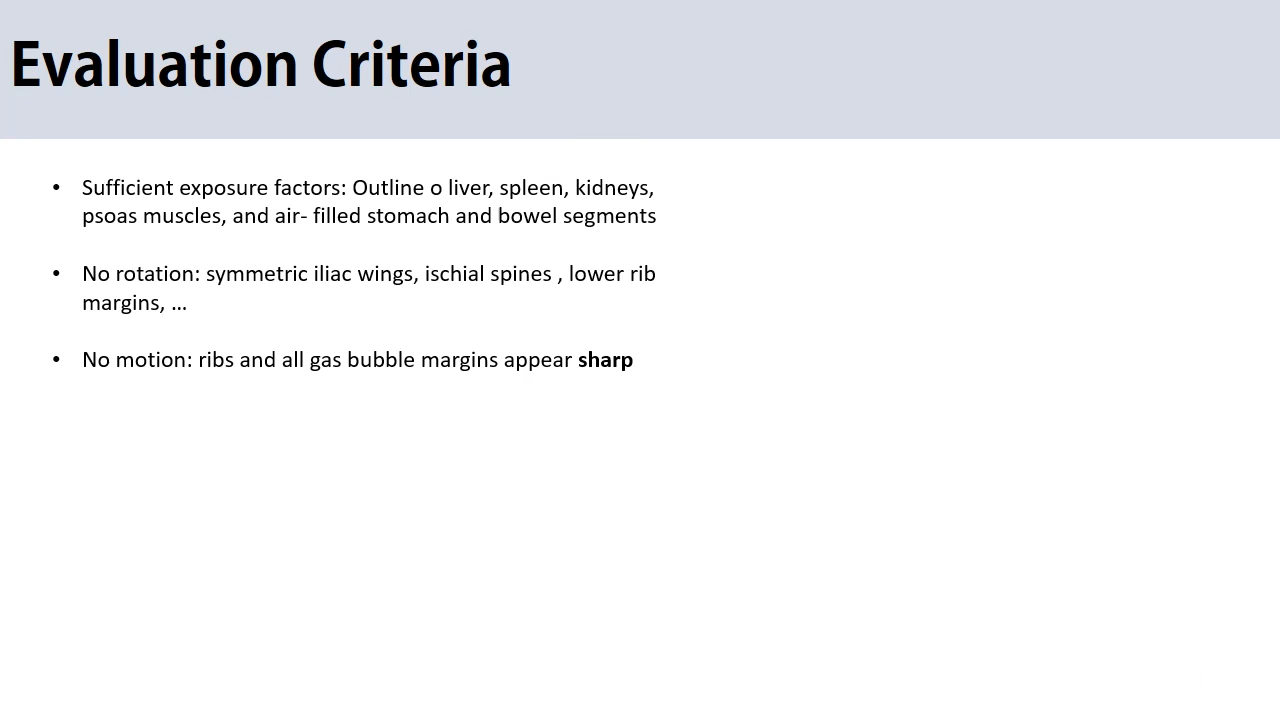 Evaluation Criteria
• Sufficient exposure factors: Outline o liver, spleen, kidneys,
psoas muscles, and air- filled stomach and bowel segments
• No rotation: symmetric iliac wings, ischial spines , lower rib
margins, ...
• No motion: ribs and all gas bubble margins appear sharp